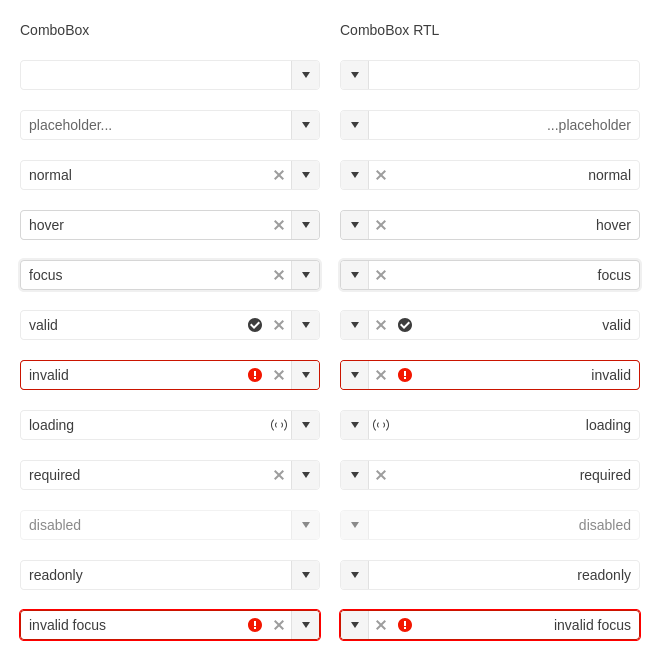 ComboBox
ComboBox RTL
placeholder...
...placeholder
normal
normal
hover
hover
focus
focus
valid
valid
invalid
invalid
loading
loading
required
required
disabled
disabled
readonly
readonly
invalid focus
invalid focus